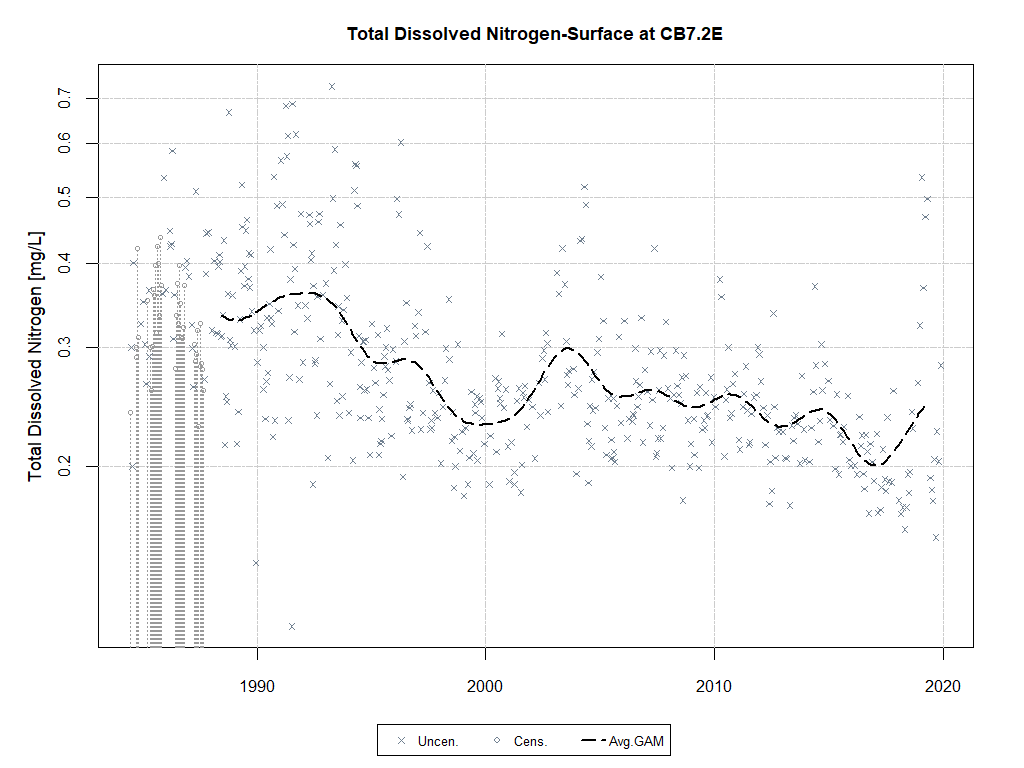 Total Dissolved Nitrogen-Surface at CB7.2E
Total Dissolved Nitrogen [mg/L]
0.7
0.6
0.5
0.4
0.3
0.2
1990 2000 2010 2020
Uncen. Cens. Avg.GAM